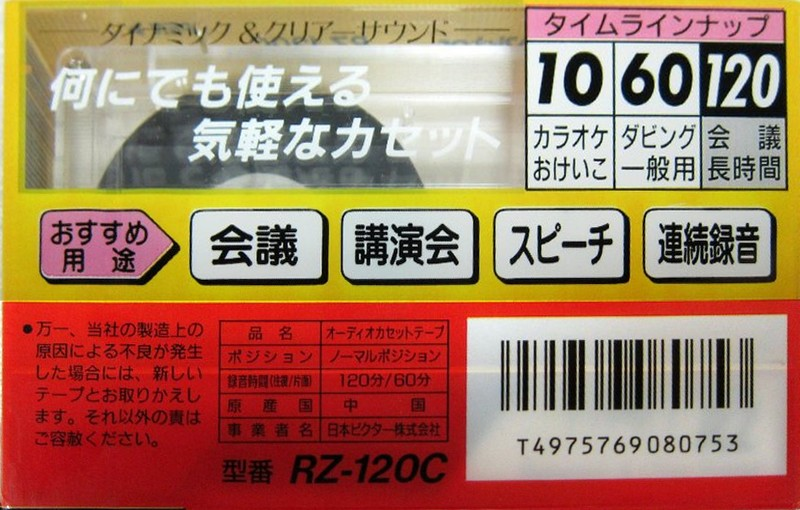 ダイナミック&クリアーサウンド
何にでも使える
気軽なカセット
タイムラインナップ
10 60 120
カラオケ ダビング 会議
おけいこ 一般用 長時間
おすすめ
用途
会議 講演会 スピーチ 連続録音
●万一、当社の製造上の
原因による不良が発生
した場合には、新しい
テープとお取りかえし
ます。それ以外の責は
ご容赦ください。
品名 オーディオカセットテープ
ポジション ノーマルポジション
録音時間(往復/片道) 120分/60分
原産国 中国
事業者名 日本ビクター株式会社
型番 RZ-120C
T4975769080753